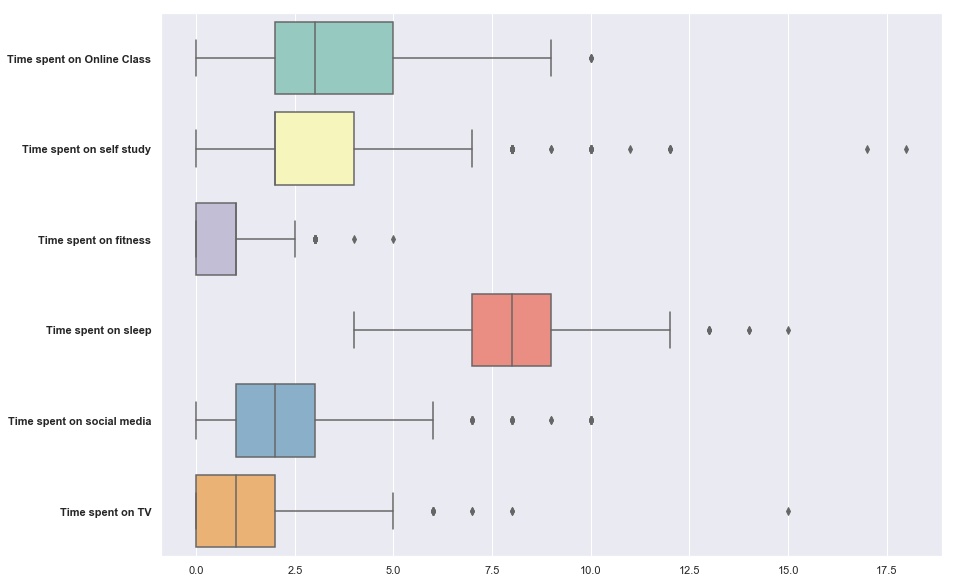 Time spent on Online Class
Time spent on self study
Time spent on fitness
Time spent on sleep
Time spent on social media
Time spent on TV
0.0 2.5 5.0 7.5 10.0 12.5 15.0 17.5